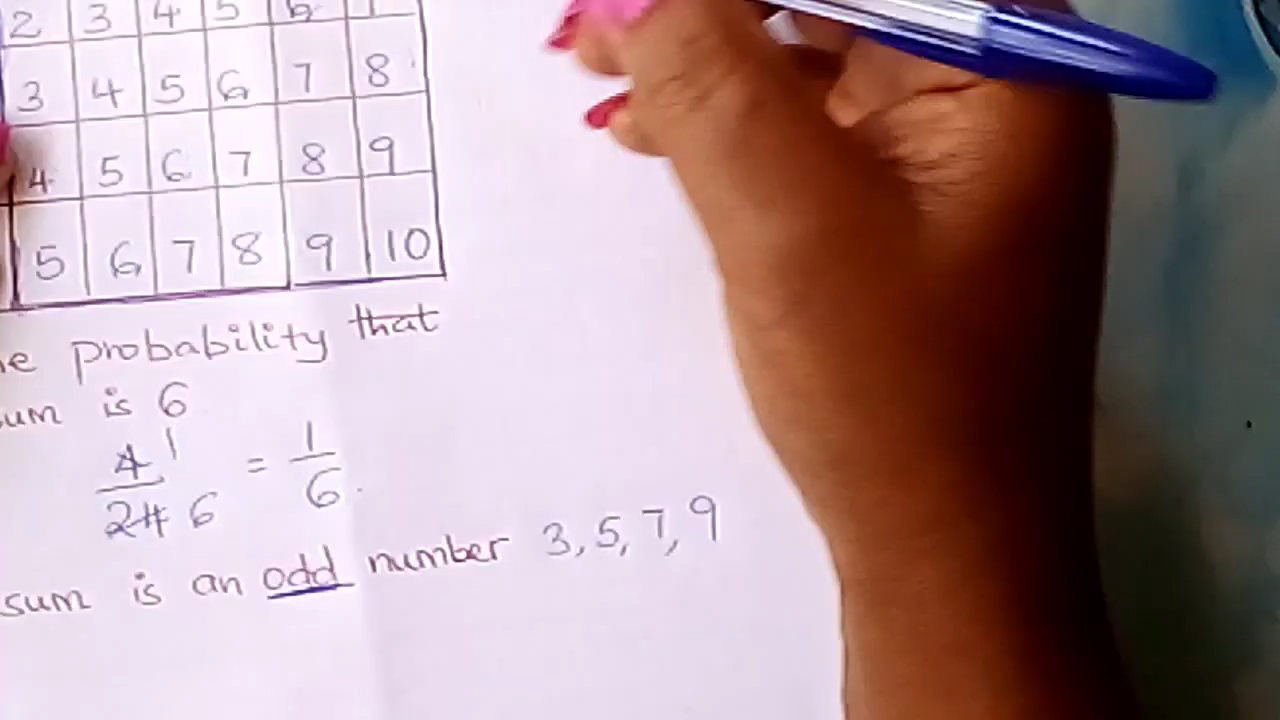 2 3 4 5 6 7
3 4 5 6 7 8
4 5 6 7 8 9
5 6 7 8 9 10
probability that
is 6
4 1 = 1
24 6 6.
sum is an odd number 3, 5, 7, 9